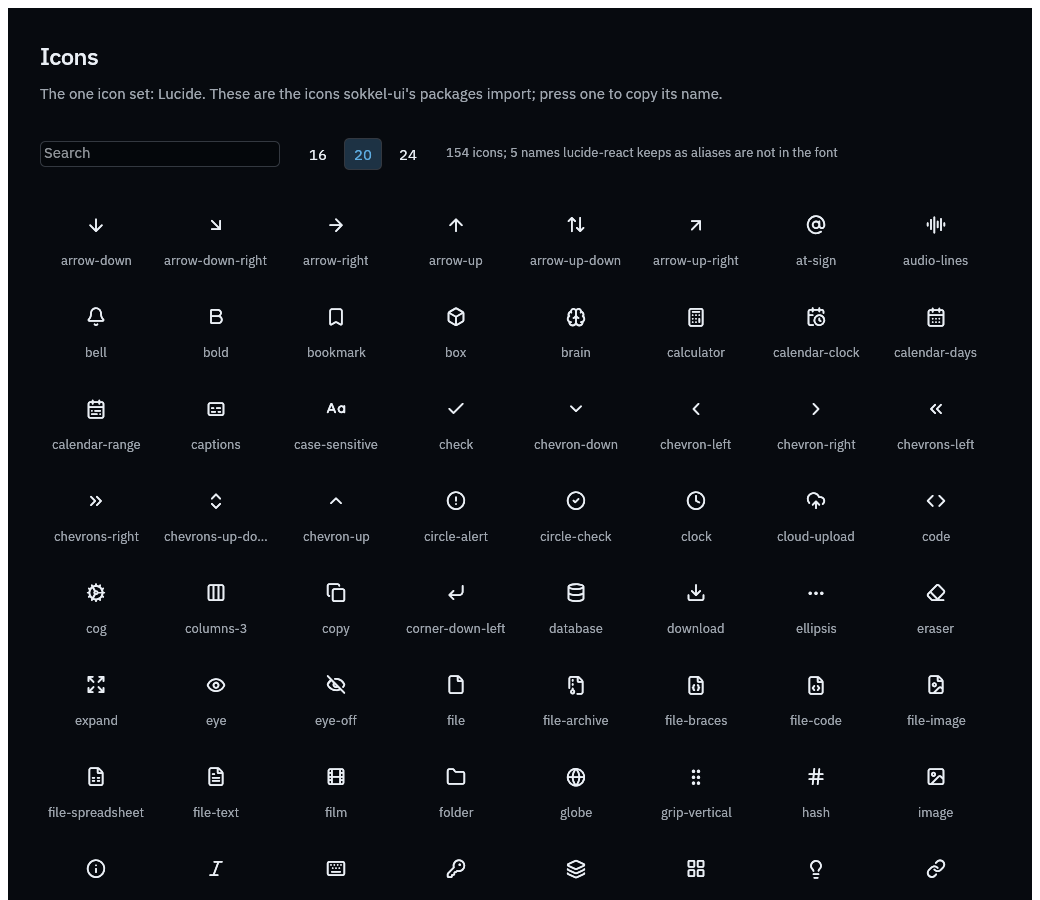 Icons
The one icon set: Lucide. These are the icons sokkel-ui's packages import; press one to copy its name.
Search 16 20 24 154 icons; 5 names lucide-react keeps as aliases are not in the font
arrow-down arrow-down-right arrow-right arrow-up arrow-up-down arrow-up-right at-sign audio-lines
bell bold bookmark box brain calculator calendar-clock calendar-days
Aa
calendar-range captions case-sensitive check chevron-down chevron-left chevron-right chevrons-left
chevrons-right chevrons-up-do... chevron-up circle-alert circle-check clock cloud-upload code
cog columns-3 copy corner-down-left database download ellipsis eraser
expand eye eye-off file file-archive file-braces file-code file-image
file-spreadsheet file-text film folder globe grip-vertical hash image